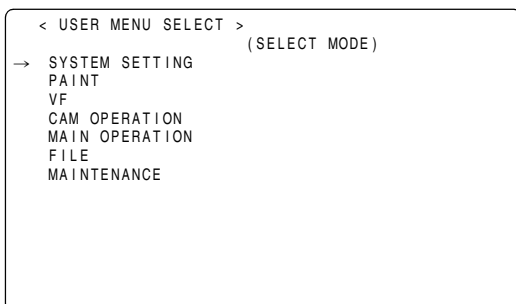 < USER MENU SELECT >
(SELECT MODE)
→ SYSTEM SETTING
PAINT
VF
CAM OPERATION
MAIN OPERATION
FILE
MAINTENANCE